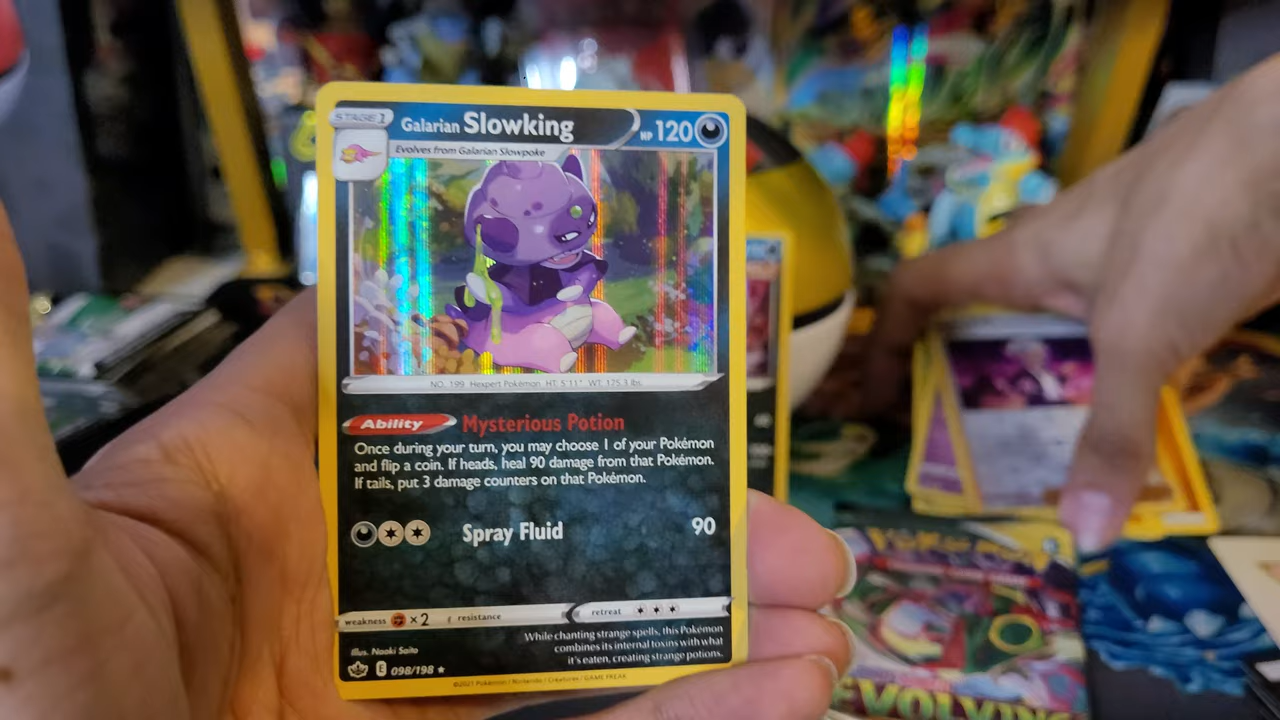 STAGE 1
Galarian Slowking
HP 120
Evolves from Galarian Slowpoke
NO. 199 Hexpert Pokémon HT: 5'11" WT: 175.3 lbs.
Ability Mysterious Potion
Once during your turn, you may choose 1 of your Pokémon
and flip a coin. If heads, heal 90 damage from that Pokémon.
If tails, put 3 damage counters on that Pokémon.
Spray Fluid 90
weakness ×2 resistance retreat
While chanting strange spells, this Pokémon
combines its internal toxins with what
it's eaten, creating strange potions.
Illus. Naoki Saito
E 098/198 ★
©2021 Pokémon / Nintendo / Creatures / GAME FREAK
POKéMON
EVOLVING